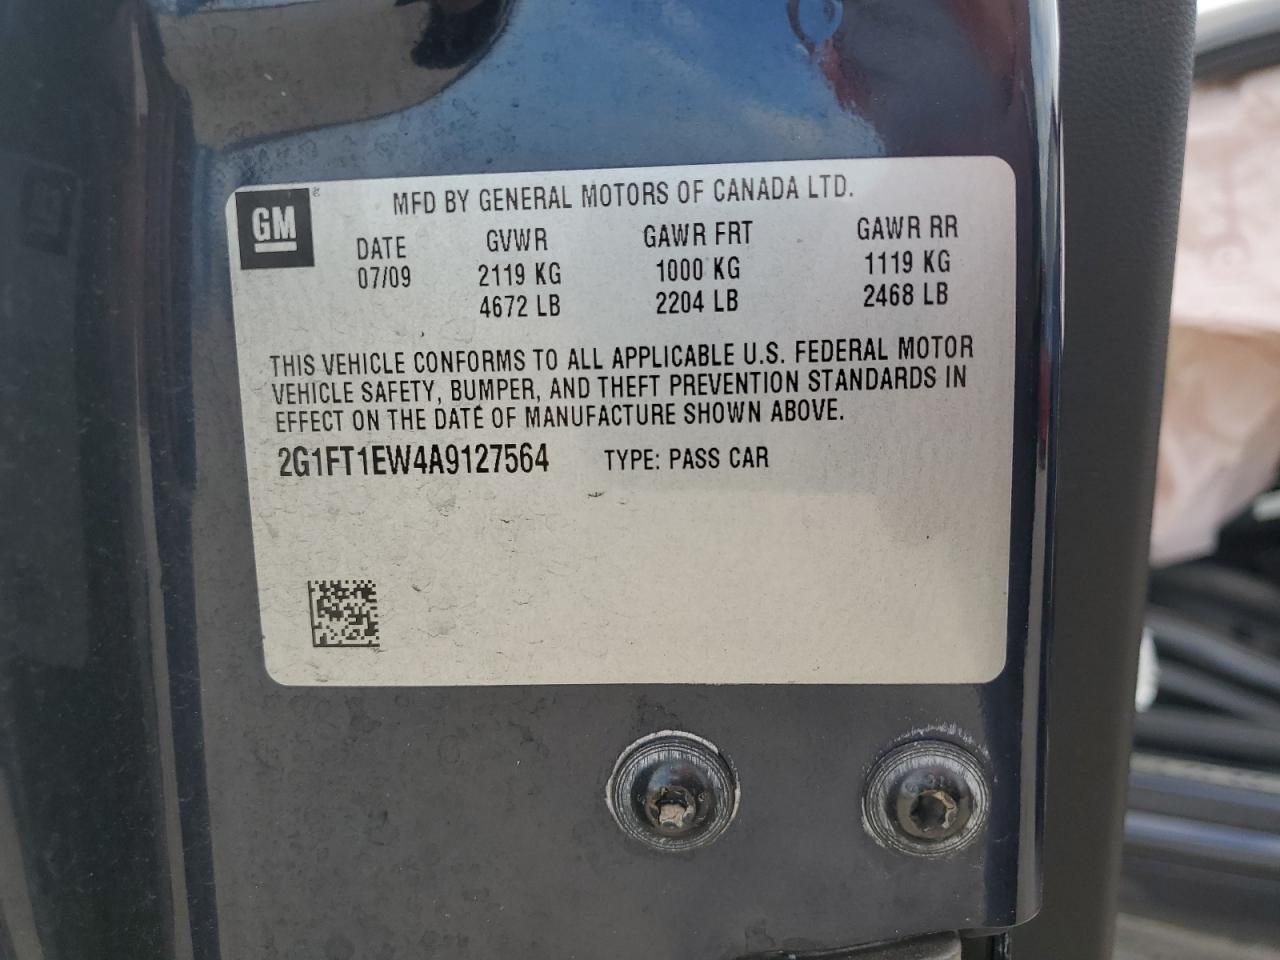 GM
MFD BY GENERAL MOTORS OF CANADA LTD.
DATE GVWR GAWR FRT GAWR RR
07/09 2119 KG 1000 KG 1119 KG
4672 LB 2204 LB 2468 LB
THIS VEHICLE CONFORMS TO ALL APPLICABLE U.S. FEDERAL MOTOR
VEHICLE SAFETY, BUMPER, AND THEFT PREVENTION STANDARDS IN
EFFECT ON THE DATE OF MANUFACTURE SHOWN ABOVE.
2G1FT1EW4A9127564 TYPE: PASS CAR